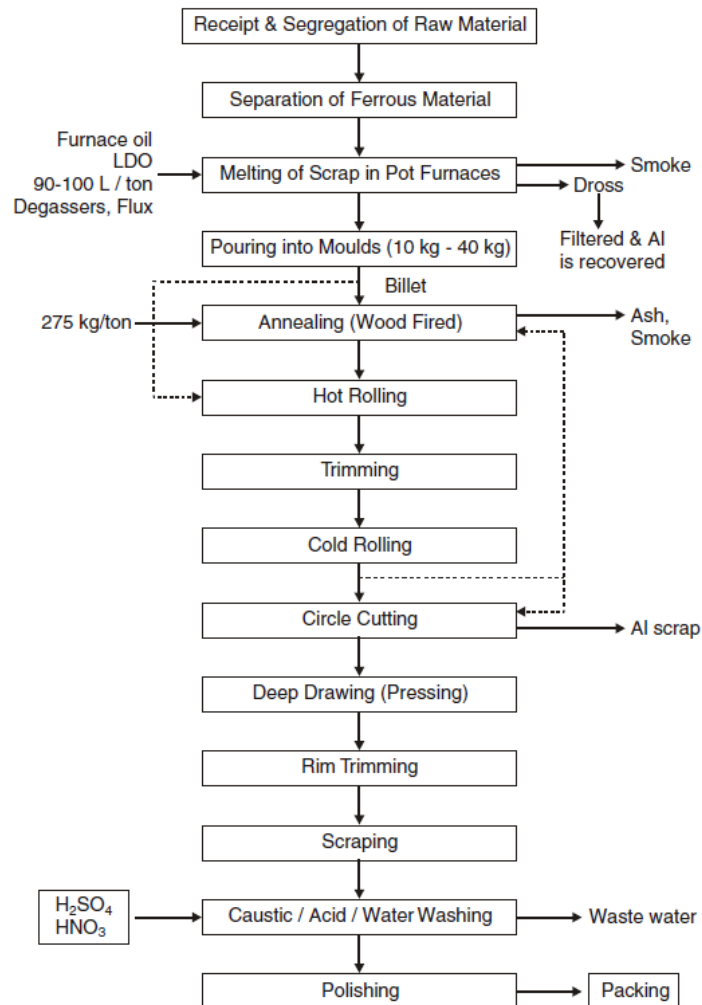 Receipt & Segregation of Raw Material
Separation of Ferrous Material
Furnace oil
LDO
90-100 L / ton
Degassers, Flux
Melting of Scrap in Pot Furnaces
Smoke
Dross
Filtered & Al
is recovered
Pouring into Moulds (10 kg - 40 kg)
Billet
275 kg/ton
Annealing (Wood Fired)
Ash,
Smoke
Hot Rolling
Trimming
Cold Rolling
Circle Cutting
Al scrap
Deep Drawing (Pressing)
Rim Trimming
Scraping
H₂SO₄
HNO₃
Caustic / Acid / Water Washing
Waste water
Polishing
Packing